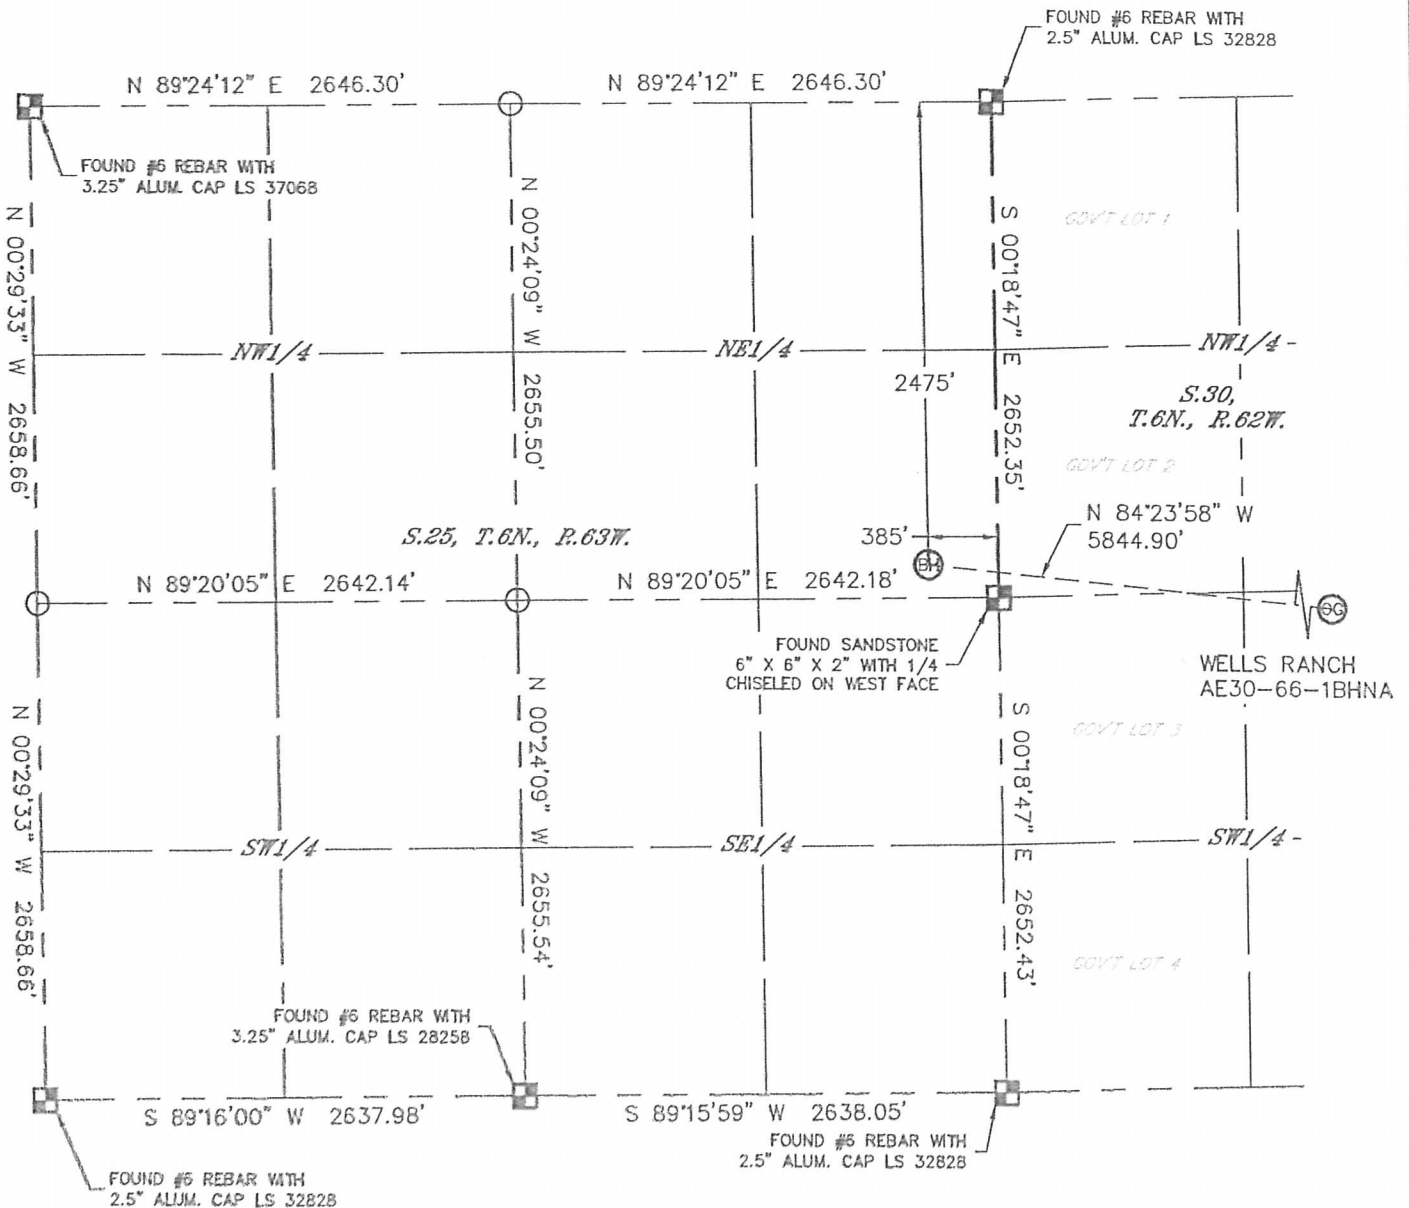 FOUND #6 REBAR WITH
2.5" ALUM. CAP LS 32828
N 89°24'12" E 2646.30'
N 89°24'12" E 2646.30'
FOUND #6 REBAR WITH
3.25" ALUM. CAP LS 37068
N 00°29'33" W 2658.66'
N 00°24'09" W 2655.50'
S 00°18'47" E 2652.35'
GOV'T LOT 1
NW1/4
NE1/4
NW1/4
2475'
S.30,
T.6N., R.62W.
GOV'T LOT 2
N 84°23'58" W
5844.90'
S.25, T.6N., R.63W.
385'
BH
N 89°20'05" E 2642.14'
N 89°20'05" E 2642.18'
SG
FOUND SANDSTONE
6" X 6" X 2" WITH 1/4
CHISELED ON WEST FACE
WELLS RANCH
AE30-66-1BHNA
N 00°29'33" W 2658.66'
N 00°24'09" W 2655.54'
S 00°18'47" E 2652.43'
GOV'T LOT 3
SW1/4
SE1/4
SW1/4
GOV'T LOT 4
FOUND #6 REBAR WITH
3.25" ALUM. CAP LS 28258
S 89°16'00" W 2637.98'
S 89°15'59" W 2638.05'
FOUND #6 REBAR WITH
2.5" ALUM. CAP LS 32828
FOUND #6 REBAR WITH
2.5" ALUM. CAP LS 32828